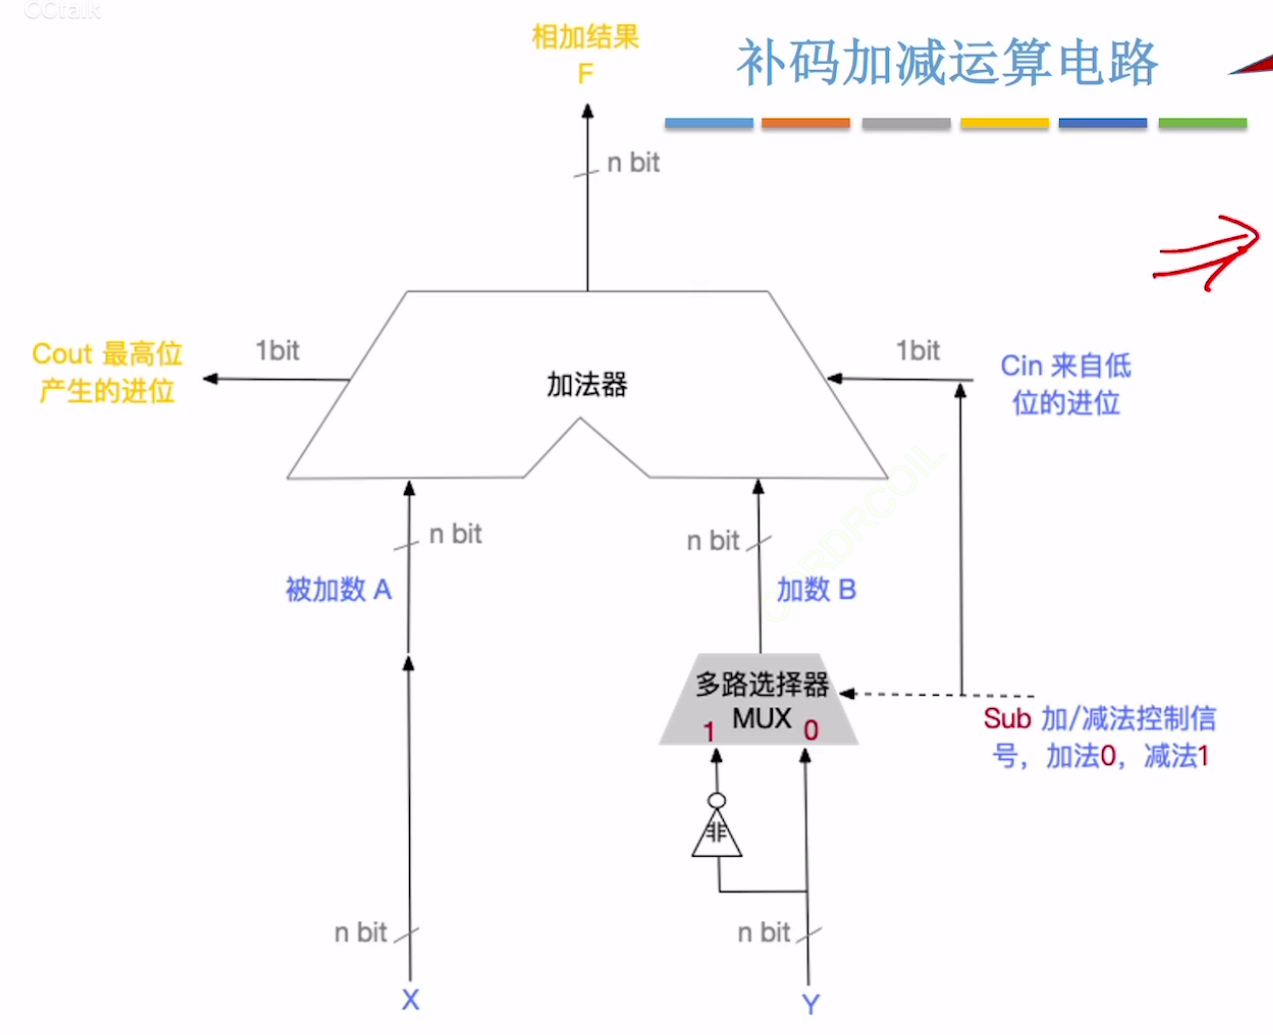 CCtalk
相加结果
F
补码加减运算电路
n bit
Cout 最高位
产生的进位
1bit
加法器
1bit
Cin 来自低
位的进位
n bit
n bit
被加数 A
加数 B
多路选择器
MUX
1
0
Sub 加/减法控制信
号，加法0，减法1
非
n bit
n bit
X
Y